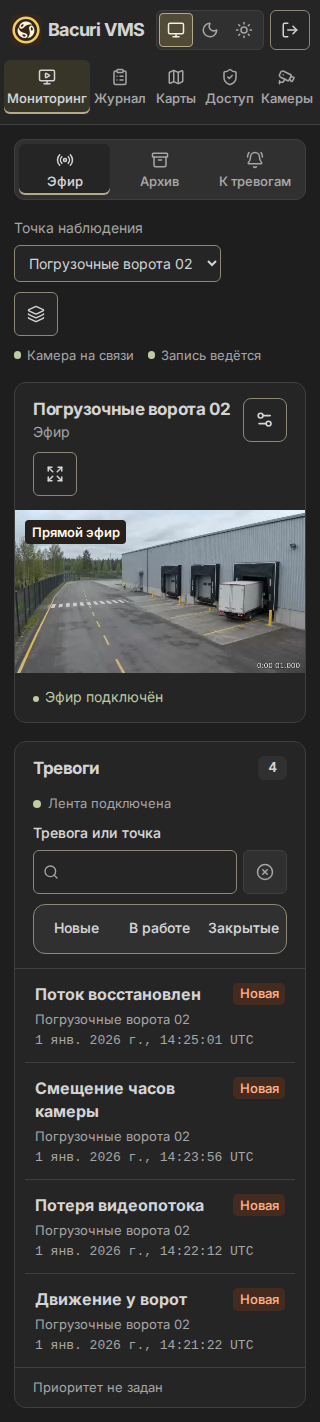 Bacuri VMS
Мониторинг Журнал Карты Доступ Камеры
Эфир Архив К тревогам
Точка наблюдения
Погрузочные ворота 02
Камера на связи Запись ведётся
Погрузочные ворота 02
Эфир
Прямой эфир
0:00:01.000
Эфир подключён
Тревоги 4
Лента подключена
Тревога или точка
Новые В работе Закрытые
Поток восстановлен Новая
Погрузочные ворота 02
1 янв. 2026 г., 14:25:01 UTC
Смещение часов Новая
камеры
Погрузочные ворота 02
1 янв. 2026 г., 14:23:56 UTC
Потеря видеопотока Новая
Погрузочные ворота 02
1 янв. 2026 г., 14:22:12 UTC
Движение у ворот Новая
Погрузочные ворота 02
1 янв. 2026 г., 14:21:22 UTC
Приоритет не задан